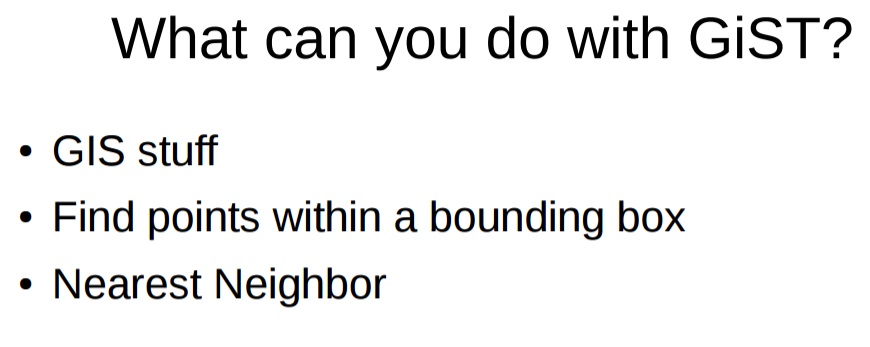 What can you do with GiST?
• GIS stuff
• Find points within a bounding box
• Nearest Neighbor